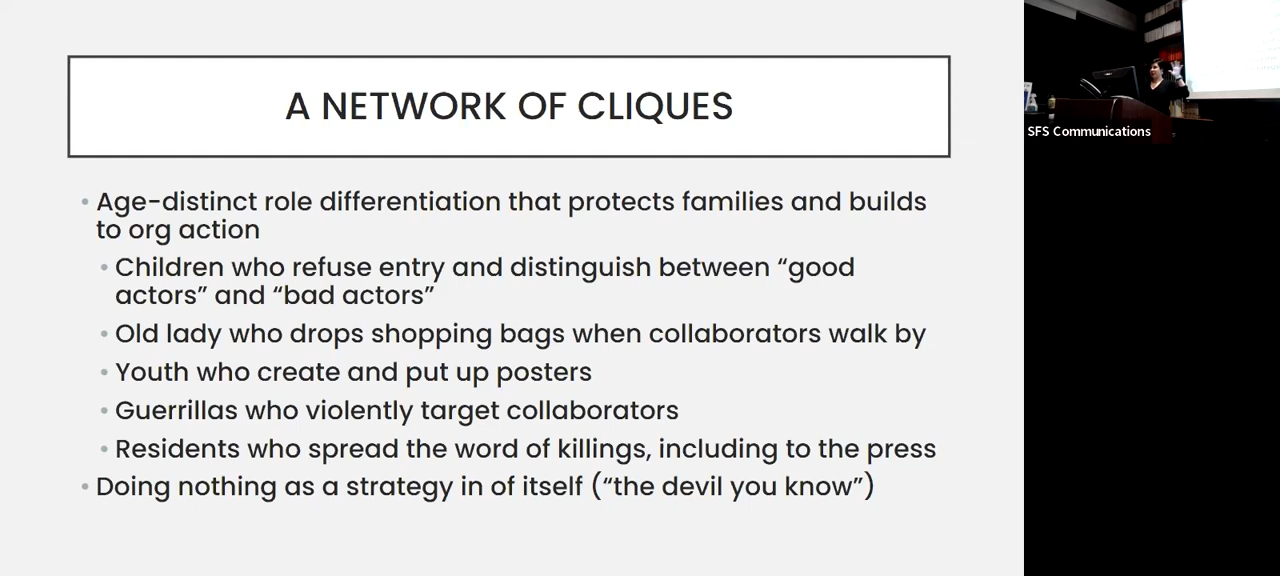 A NETWORK OF CLIQUES
• Age-distinct role differentiation that protects families and builds
to org action
• Children who refuse entry and distinguish between “good
actors” and “bad actors”
• Old lady who drops shopping bags when collaborators walk by
• Youth who create and put up posters
• Guerrillas who violently target collaborators
• Residents who spread the word of killings, including to the press
• Doing nothing as a strategy in of itself (“the devil you know”)
SFS Communications